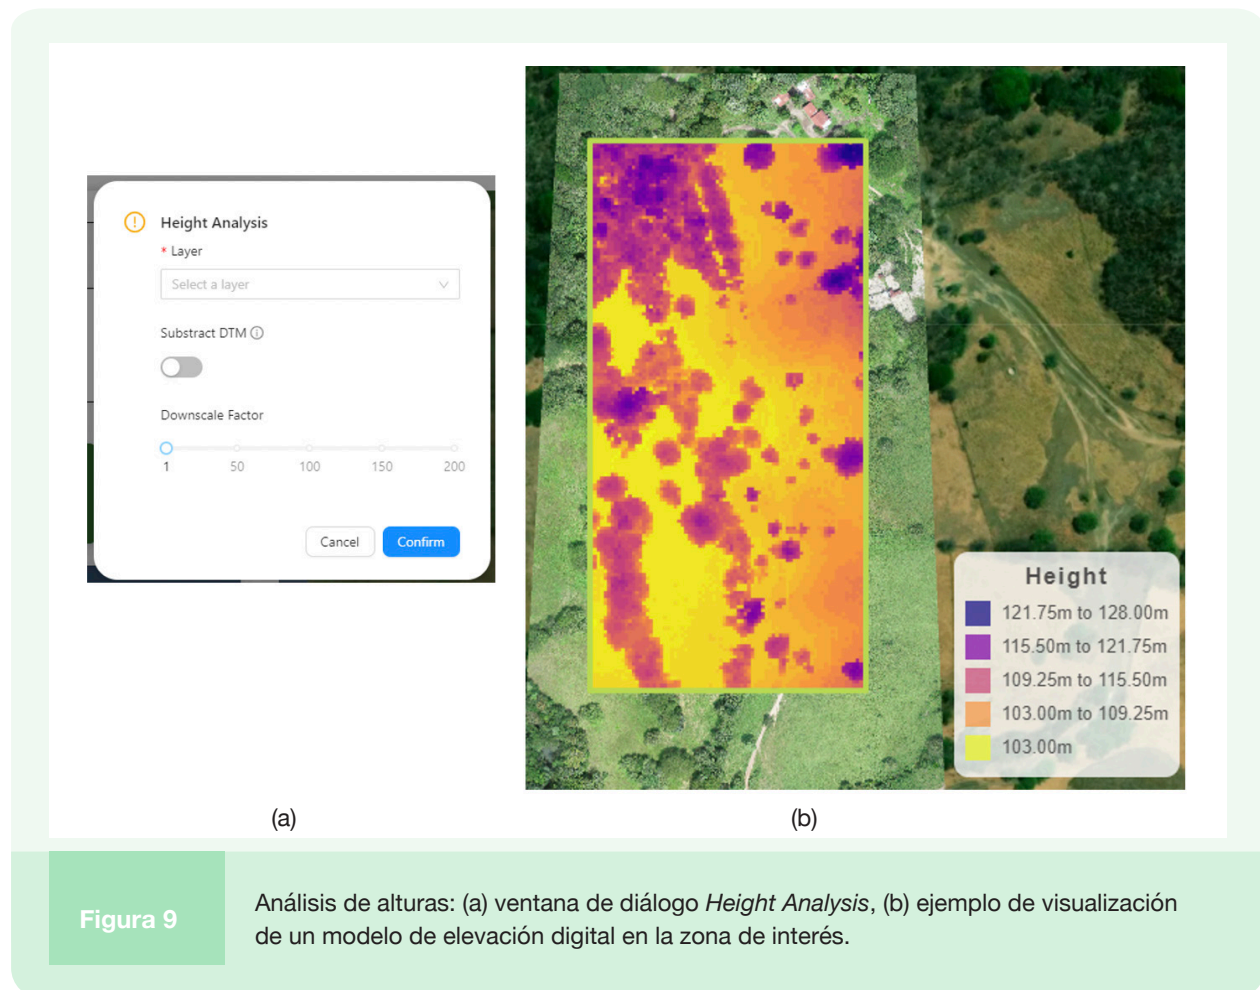 Height Analysis
* Layer
Select a layer
Substract DTM
Downscale Factor
1 50 100 150 200
Cancel Confirm
Height
121.75m to 128.00m
115.50m to 121.75m
109.25m to 115.50m
103.00m to 109.25m
103.00m
(a) (b)
Figura 9
Análisis de alturas: (a) ventana de diálogo Height Analysis, (b) ejemplo de visualización
de un modelo de elevación digital en la zona de interés.